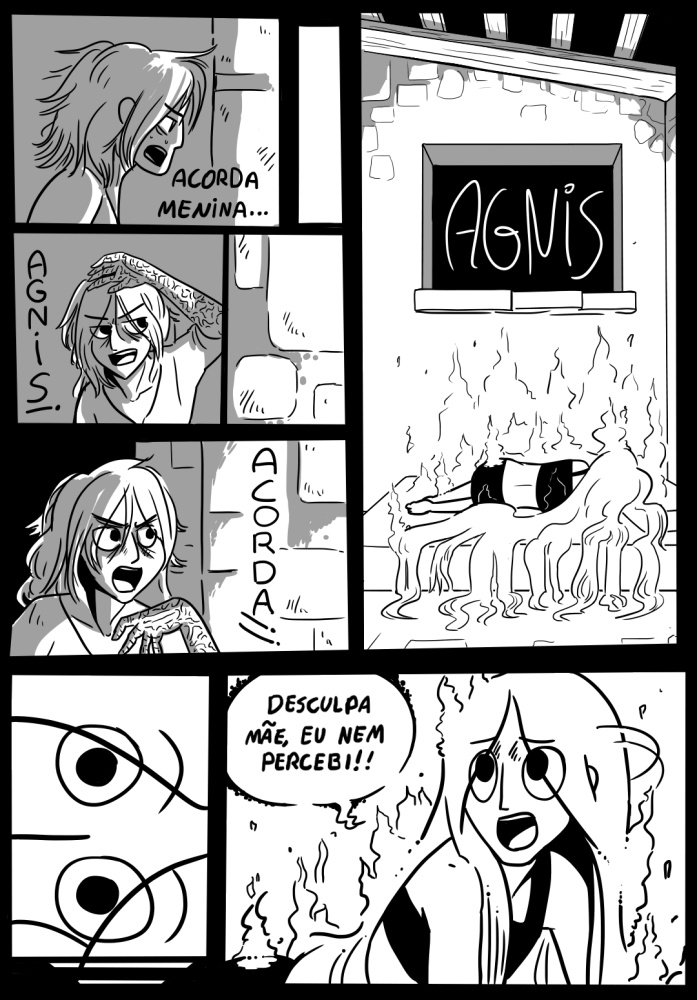 ACORDA
MENINA...
AGNiS.
ACORDA.
AGNiS
DESCULPA
MÃE, EU NEM
PERCEBI!!